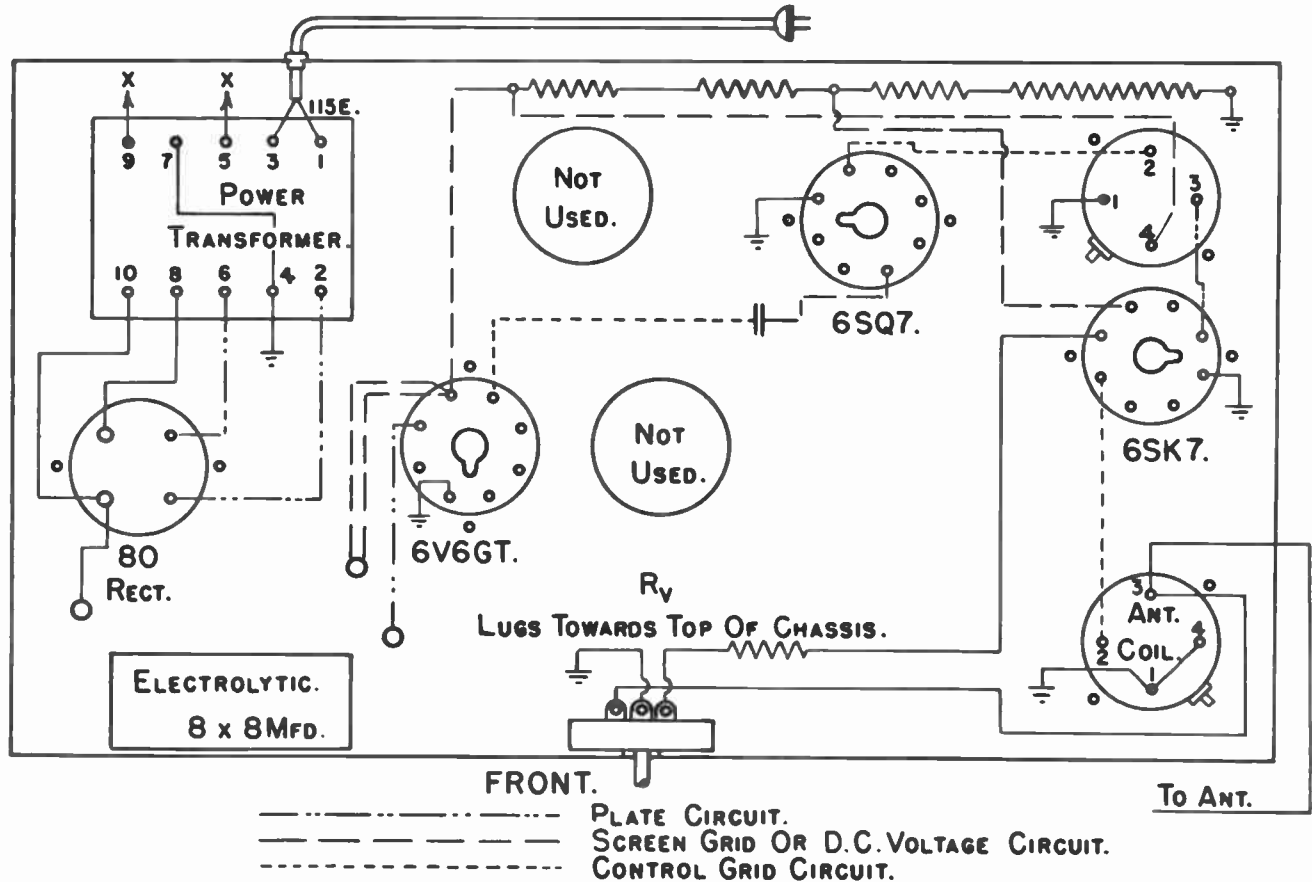 X X
115E.
9 7 5 3 1
POWER
TRANSFORMER.
10 8 6 4 2
NOT
USED.
6SQ7.
2
1
3
4
6SK7.
80
RECT.
6V6GT.
NOT
USED.
RV
LUGS TOWARDS TOP OF CHASSIS.
3
ANT.
4
2
COIL.
1
ELECTROLYTIC.
8 x 8 MFD.
FRONT.
TO ANT.
PLATE CIRCUIT.
SCREEN GRID OR D.C. VOLTAGE CIRCUIT.
CONTROL GRID CIRCUIT.